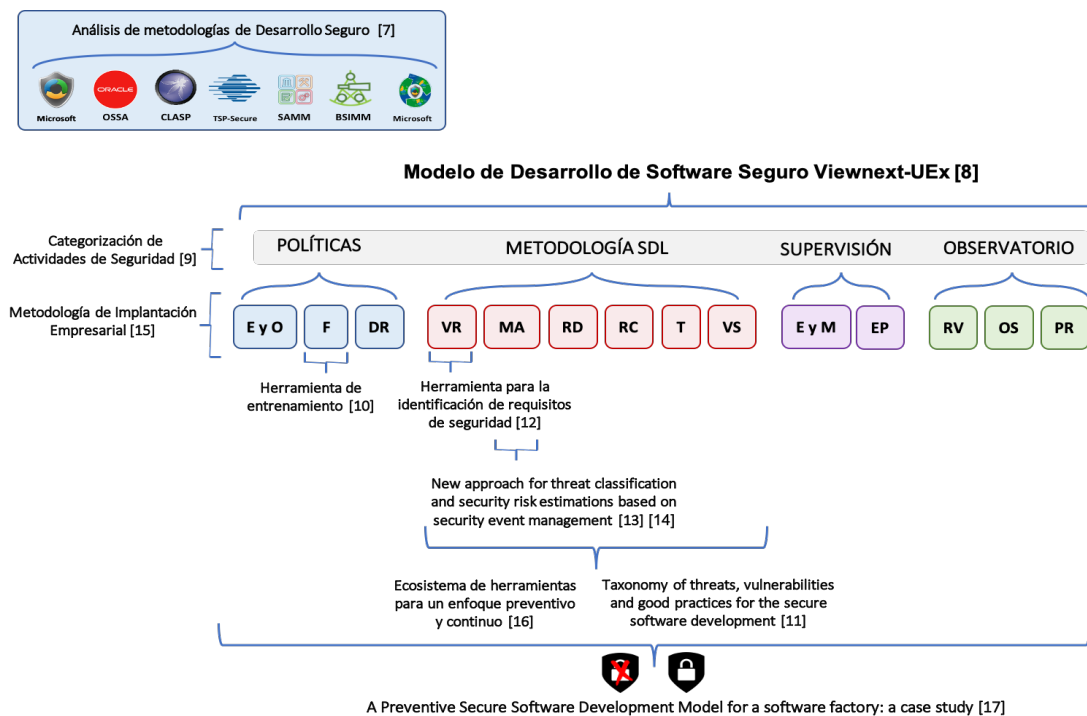 Análisis de metodologías de Desarrollo Seguro [7]
ORACLE
Microsoft OSSA CLASP TSP-Secure SAMM BSIMM Microsoft
Modelo de Desarrollo de Software Seguro Viewnext-UEx [8]
Categorización de
Actividades de Seguridad [9]
POLÍTICAS METODOLOGÍA SDL SUPERVISIÓN OBSERVATORIO
Metodología de Implantación
Empresarial [15]
E y O F DR VR MA RD RC T VS E y M EP RV OS PR
Herramienta de
entrenamiento [10]
Herramienta para la
identificación de requisitos
de seguridad [12]
New approach for threat classification
and security risk estimations based on
security event management [13] [14]
Ecosistema de herramientas
para un enfoque preventivo
y continuo [16]
Taxonomy of threats, vulnerabilities
and good practices for the secure
software development [11]
A Preventive Secure Software Development Model for a software factory: a case study [17]